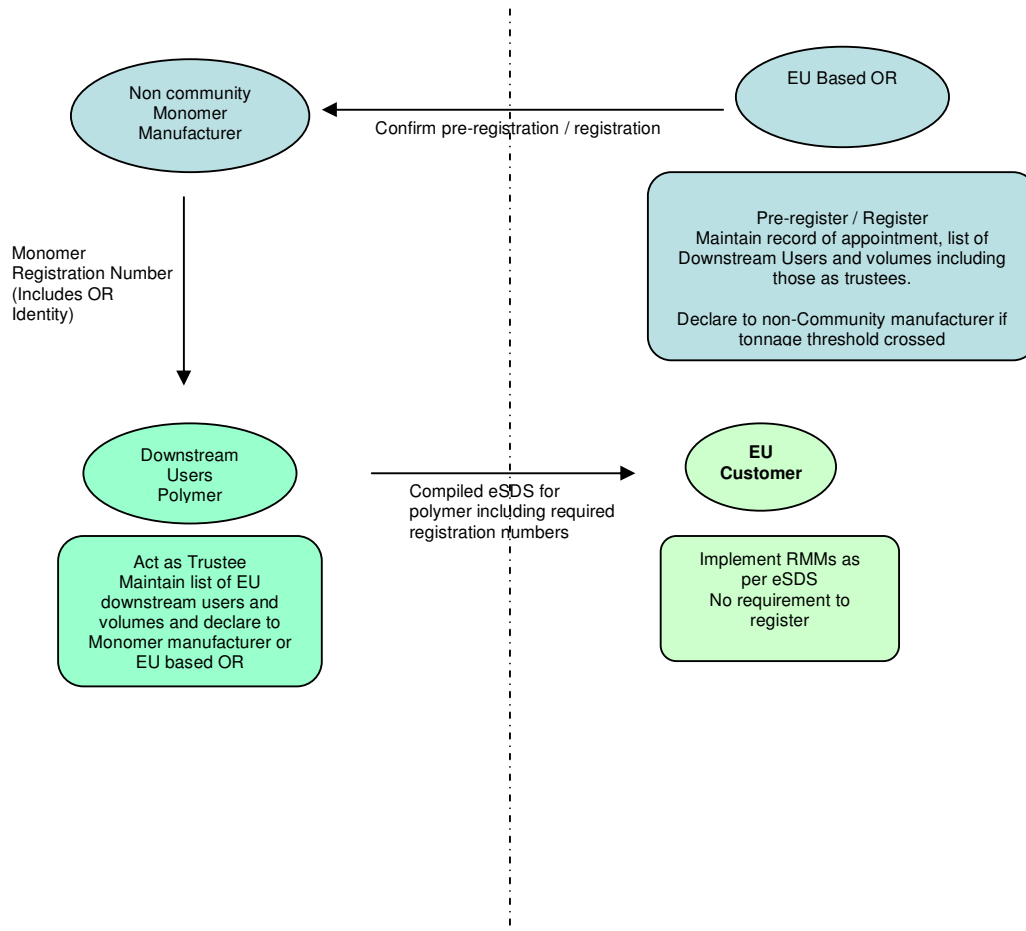 Non community
Monomer
Manufacturer
EU Based OR
Confirm pre-registration / registration
Pre-register / Register
Maintain record of appointment, list of
Downstream Users and volumes including
those as trustees.
Declare to non-Community manufacturer if
tonnage threshold crossed
Monomer
Registration Number
(Includes OR
Identity)
Downstream
Users
Polymer
Compiled eSDS for
polymer including required
registration numbers
EU
Customer
Act as Trustee
Maintain list of EU
downstream users and
volumes and declare to
Monomer manufacturer or
EU based OR
Implement RMMs as
per eSDS
No requirement to
register